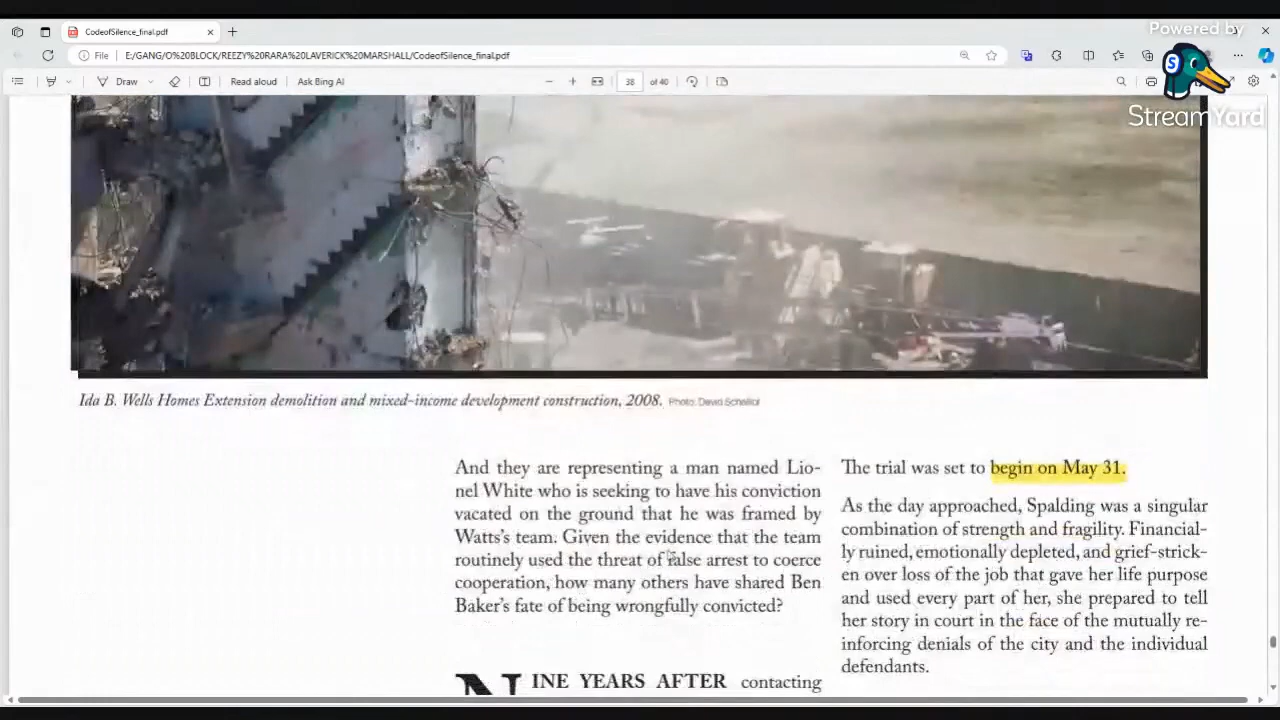 Powered by
CodeofSilence_final.pdf
File E:/GANG/O%20BLOCK/REEZY%20RARA%20LAVERICK%20MARSHALL/CodeofSilence_final.pdf
Draw Read aloud Ask Bing AI 38 of 40
StreamYard
Ida B. Wells Homes Extension demolition and mixed-income development construction, 2008. Photo: David Schalliol
And they are representing a man named Lio-
nel White who is seeking to have his conviction
vacated on the ground that he was framed by
Watts's team. Given the evidence that the team
routinely used the threat of false arrest to coerce
cooperation, how many others have shared Ben
Baker's fate of being wrongfully convicted?
NINE YEARS AFTER contacting
The trial was set to begin on May 31.
As the day approached, Spalding was a singular
combination of strength and fragility. Financial-
ly ruined, emotionally depleted, and grief-strick-
en over loss of the job that gave her life purpose
and used every part of her, she prepared to tell
her story in court in the face of the mutually re-
inforcing denials of the city and the individual
defendants.